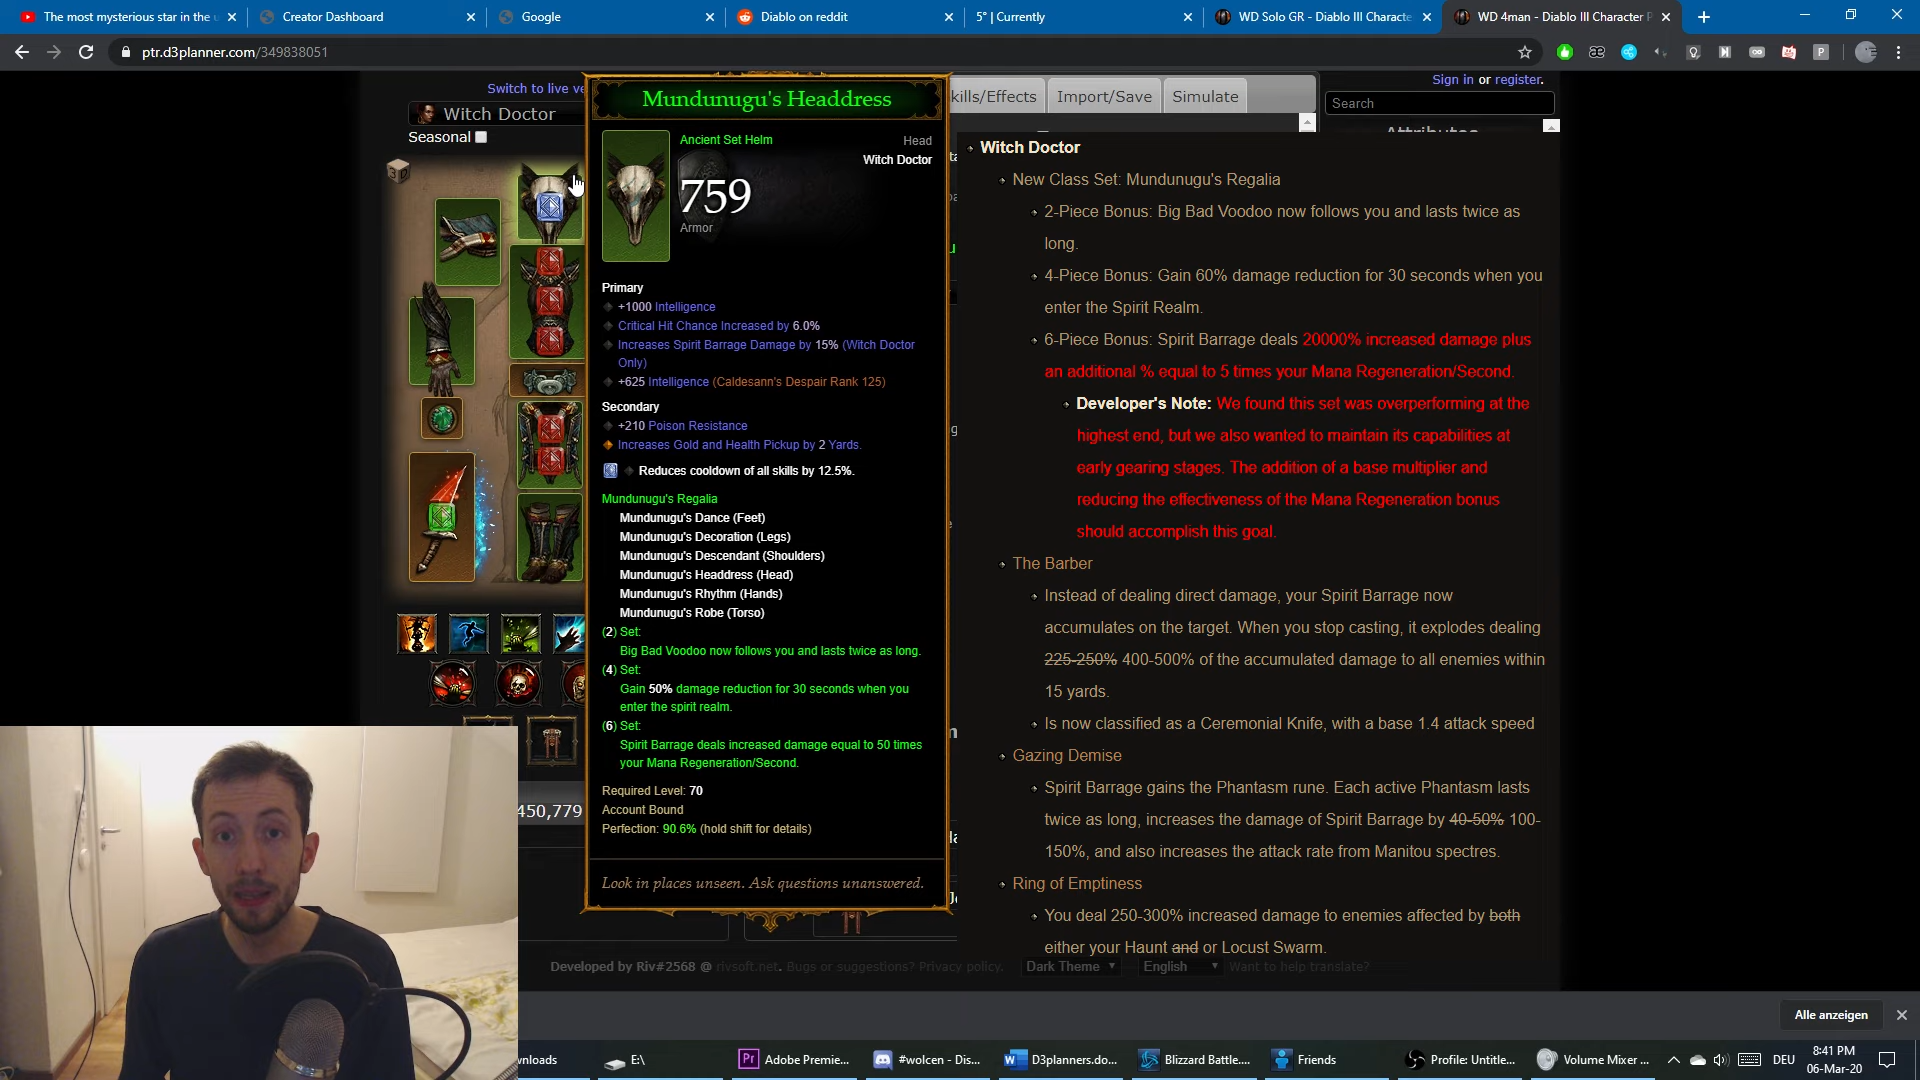 The most mysterious star in the u
Creator Dashboard
Google
Diablo on reddit
5° | Currently
WD Solo GR - Diablo III Characte
WD 4man - Diablo III Character P
ptr.d3planner.com/349838051
Switch to live ve
Witch Doctor
Seasonal
kills/Effects
Import/Save
Simulate
Sign in or register.
Search
Attributes
Mundunugu's Headdress
Ancient Set Helm
Head
Witch Doctor
759
Armor
Primary
+1000 Intelligence
Critical Hit Chance Increased by 6.0%
Increases Spirit Barrage Damage by 15% (Witch Doctor
Only)
+625 Intelligence (Caldesann's Despair Rank 125)
Secondary
+210 Poison Resistance
Increases Gold and Health Pickup by 2 Yards.
Reduces cooldown of all skills by 12.5%.
Mundunugu's Regalia
Mundunugu's Dance (Feet)
Mundunugu's Decoration (Legs)
Mundunugu's Descendant (Shoulders)
Mundunugu's Headdress (Head)
Mundunugu's Rhythm (Hands)
Mundunugu's Robe (Torso)
(2) Set:
Big Bad Voodoo now follows you and lasts twice as long.
(4) Set:
Gain 50% damage reduction for 30 seconds when you
enter the spirit realm.
(6) Set:
Spirit Barrage deals increased damage equal to 50 times
your Mana Regeneration/Second.
Required Level: 70
Account Bound
Perfection: 90.6% (hold shift for details)
Look in places unseen. Ask questions unanswered.
450,779
Witch Doctor
New Class Set: Mundunugu's Regalia
2-Piece Bonus: Big Bad Voodoo now follows you and lasts twice as
long.
4-Piece Bonus: Gain 60% damage reduction for 30 seconds when you
enter the Spirit Realm.
6-Piece Bonus: Spirit Barrage deals 20000% increased damage plus
an additional % equal to 5 times your Mana Regeneration/Second.
Developer's Note: We found this set was overperforming at the
highest end, but we also wanted to maintain its capabilities at
early gearing stages. The addition of a base multiplier and
reducing the effectiveness of the Mana Regeneration bonus
should accomplish this goal.
The Barber
Instead of dealing direct damage, your Spirit Barrage now
accumulates on the target. When you stop casting, it explodes dealing
225-250% 400-500% of the accumulated damage to all enemies within
15 yards.
Is now classified as a Ceremonial Knife, with a base 1.4 attack speed
Gazing Demise
Spirit Barrage gains the Phantasm rune. Each active Phantasm lasts
twice as long, increases the damage of Spirit Barrage by 40-50% 100-
150%, and also increases the attack rate from Manitou spectres.
Ring of Emptiness
You deal 250-300% increased damage to enemies affected by both
either your Haunt and or Locust Swarm.
Developed by Riv#2568 @ rivsoft.net. Bugs or suggestions? Privacy policy.
Dark Theme
English
Want to help translate?
Alle anzeigen
wnloads
E:\
Adobe Premie...
#wolcen - Dis...
D3planners.do...
Blizzard Battle....
Friends
Profile: Untitle...
Volume Mixer ...
DEU
8:41 PM
06-Mar-20